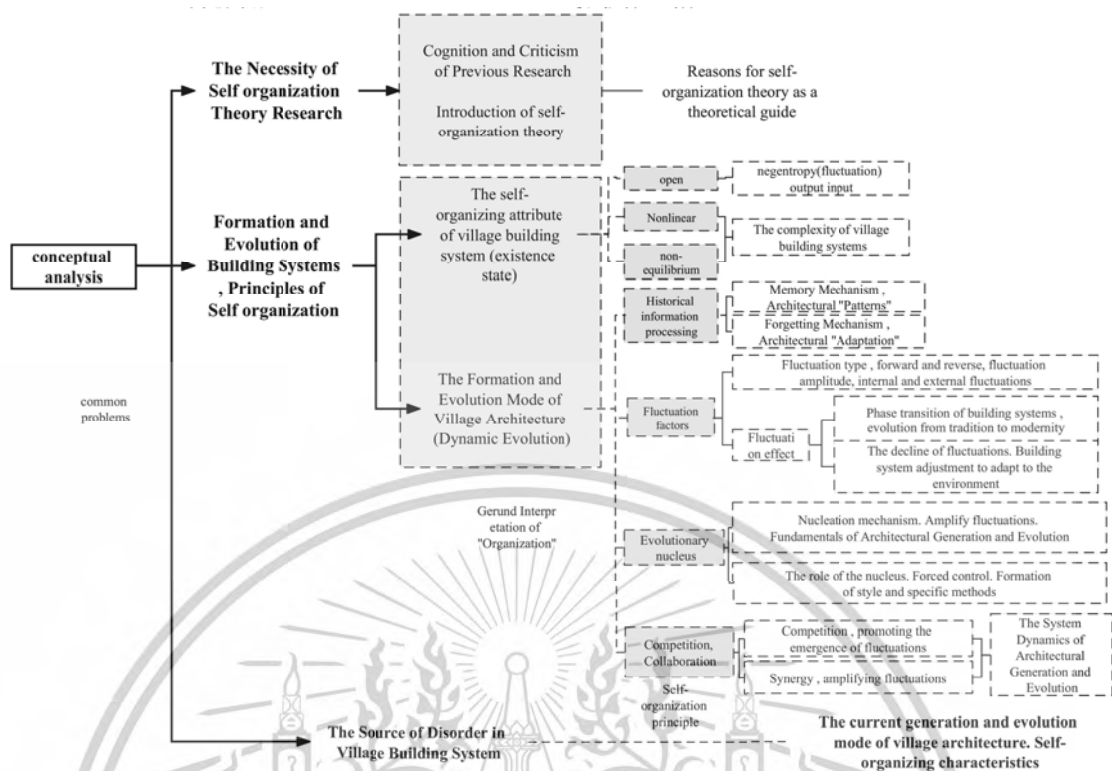 The Necessity of
Self organization
Theory Research
Cognition and Criticism
of Previous Research
Introduction of self-
organization theory
Reasons for self-
organization theory as a
theoretical guide
conceptual
analysis
Formation and
Evolution of
Building Systems
, Principles of
Self organization
The self-
organizing attribute
of village building
system (existence
state)
open
negentropy(fluctuation)
output input
Nonlinear
non-
equilibrium
The complexity of village
building systems
Historical
information
processing
Memory Mechanism ,
Architectural "Patterns"
Forgetting Mechanism ,
Architectural "Adaptation"
common
problems
The Formation and
Evolution Mode of
Village Architecture
(Dynamic Evolution)
Fluctuation
factors
Fluctuation type , forward and reverse, fluctuation
amplitude, internal and external fluctuations
Fluctuati
on effect
Phase transition of building systems ,
evolution from tradition to modernity
The decline of fluctuations. Building
system adjustment to adapt to the
environment
Gerund Interpr
etation of
"Organization"
Evolutionary
nucleus
Nucleation mechanism. Amplify fluctuations.
Fundamentals of Architectural Generation and Evolution
The role of the nucleus. Forced control. Formation
of style and specific methods
Competition,
Collaboration
Competition , promoting the
emergence of fluctuations
Synergy , amplifying fluctuations
The System
Dynamics of
Architectural
Generation and
Evolution
Self-
organization
principle
The Source of Disorder in
Village Building System
The current generation and evolution
mode of village architecture. Self-
organizing characteristics